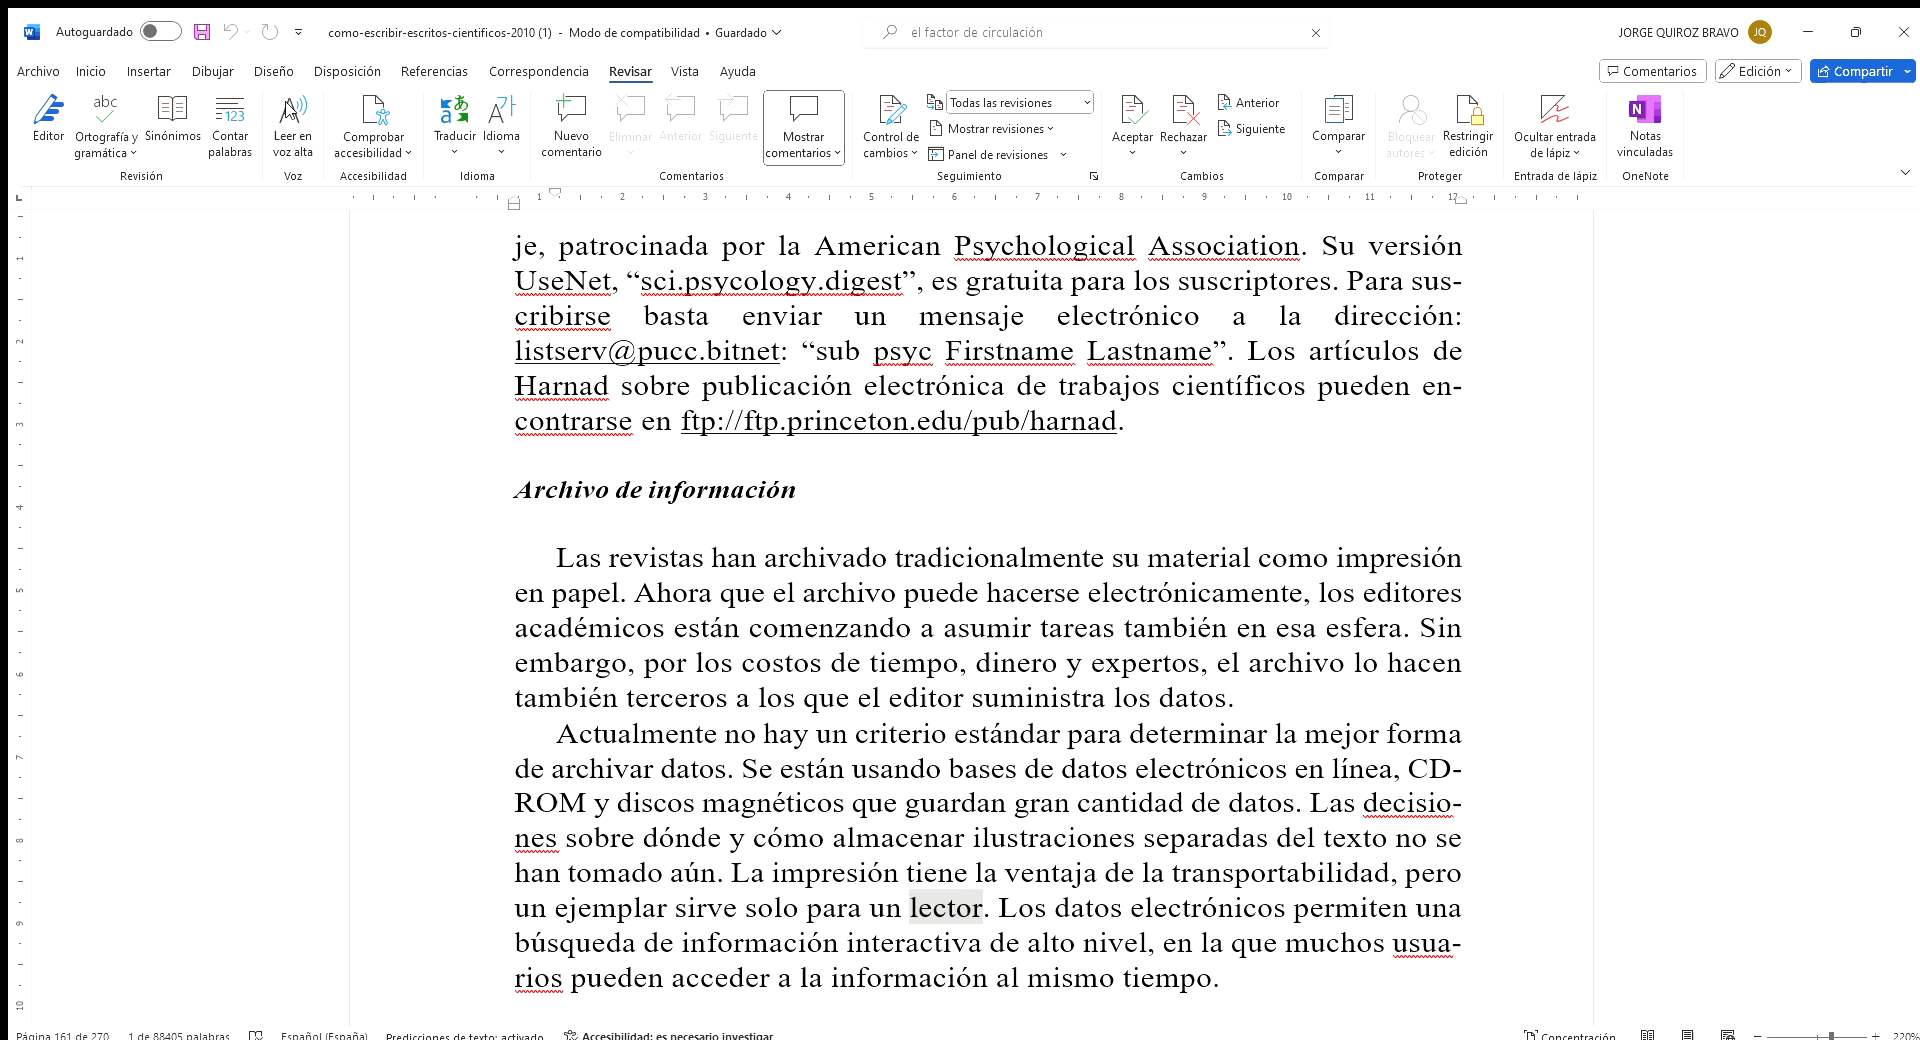 Autoguardado como-escribir-escritos-cientificos-2010 (1) - Modo de compatibilidad • Guardado el factor de circulación JORGE QUIROZ BRAVO JQ
Archivo Inicio Insertar Dibujar Diseño Disposición Referencias Correspondencia Revisar Vista Ayuda Comentarios Edición Compartir
Editor
Ortografía y gramática
Sinónimos
Contar palabras
Leer en voz alta
Comprobar accesibilidad
Traducir
Idioma
Nuevo comentario
Eliminar
Anterior
Siguiente
Mostrar comentarios
Control de cambios
Todas las revisiones
Mostrar revisiones
Panel de revisiones
Aceptar
Rechazar
Anterior
Siguiente
Comparar
Bloquear autores
Restringir edición
Ocultar entrada de lápiz
Notas vinculadas
Revisión Voz Accesibilidad Idioma Comentarios Seguimiento Cambios Comparar Proteger Entrada de lápiz OneNote
1 2 3 4 5 6 7 8 9 10 11 12
je, patrocinada por la American Psychological Association. Su versión
UseNet, “sci.psycology.digest”, es gratuita para los suscriptores. Para sus-
cribirse basta enviar un mensaje electrónico a la dirección:
listserv@pucc.bitnet: “sub psyc Firstname Lastname”. Los artículos de
Harnad sobre publicación electrónica de trabajos científicos pueden en-
contrarse en ftp://ftp.princeton.edu/pub/harnad.
Archivo de información
Las revistas han archivado tradicionalmente su material como impresión
en papel. Ahora que el archivo puede hacerse electrónicamente, los editores
académicos están comenzando a asumir tareas también en esa esfera. Sin
embargo, por los costos de tiempo, dinero y expertos, el archivo lo hacen
también terceros a los que el editor suministra los datos.
Actualmente no hay un criterio estándar para determinar la mejor forma
de archivar datos. Se están usando bases de datos electrónicos en línea, CD-
ROM y discos magnéticos que guardan gran cantidad de datos. Las decisio-
nes sobre dónde y cómo almacenar ilustraciones separadas del texto no se
han tomado aún. La impresión tiene la ventaja de la transportabilidad, pero
un ejemplar sirve solo para un lector. Los datos electrónicos permiten una
búsqueda de información interactiva de alto nivel, en la que muchos usua-
rios pueden acceder a la información al mismo tiempo.
Página 161 de 270 1 de 88405 palabras Español (España) Predicciones de texto: activado Accesibilidad: es necesario investigar Concentración 220%